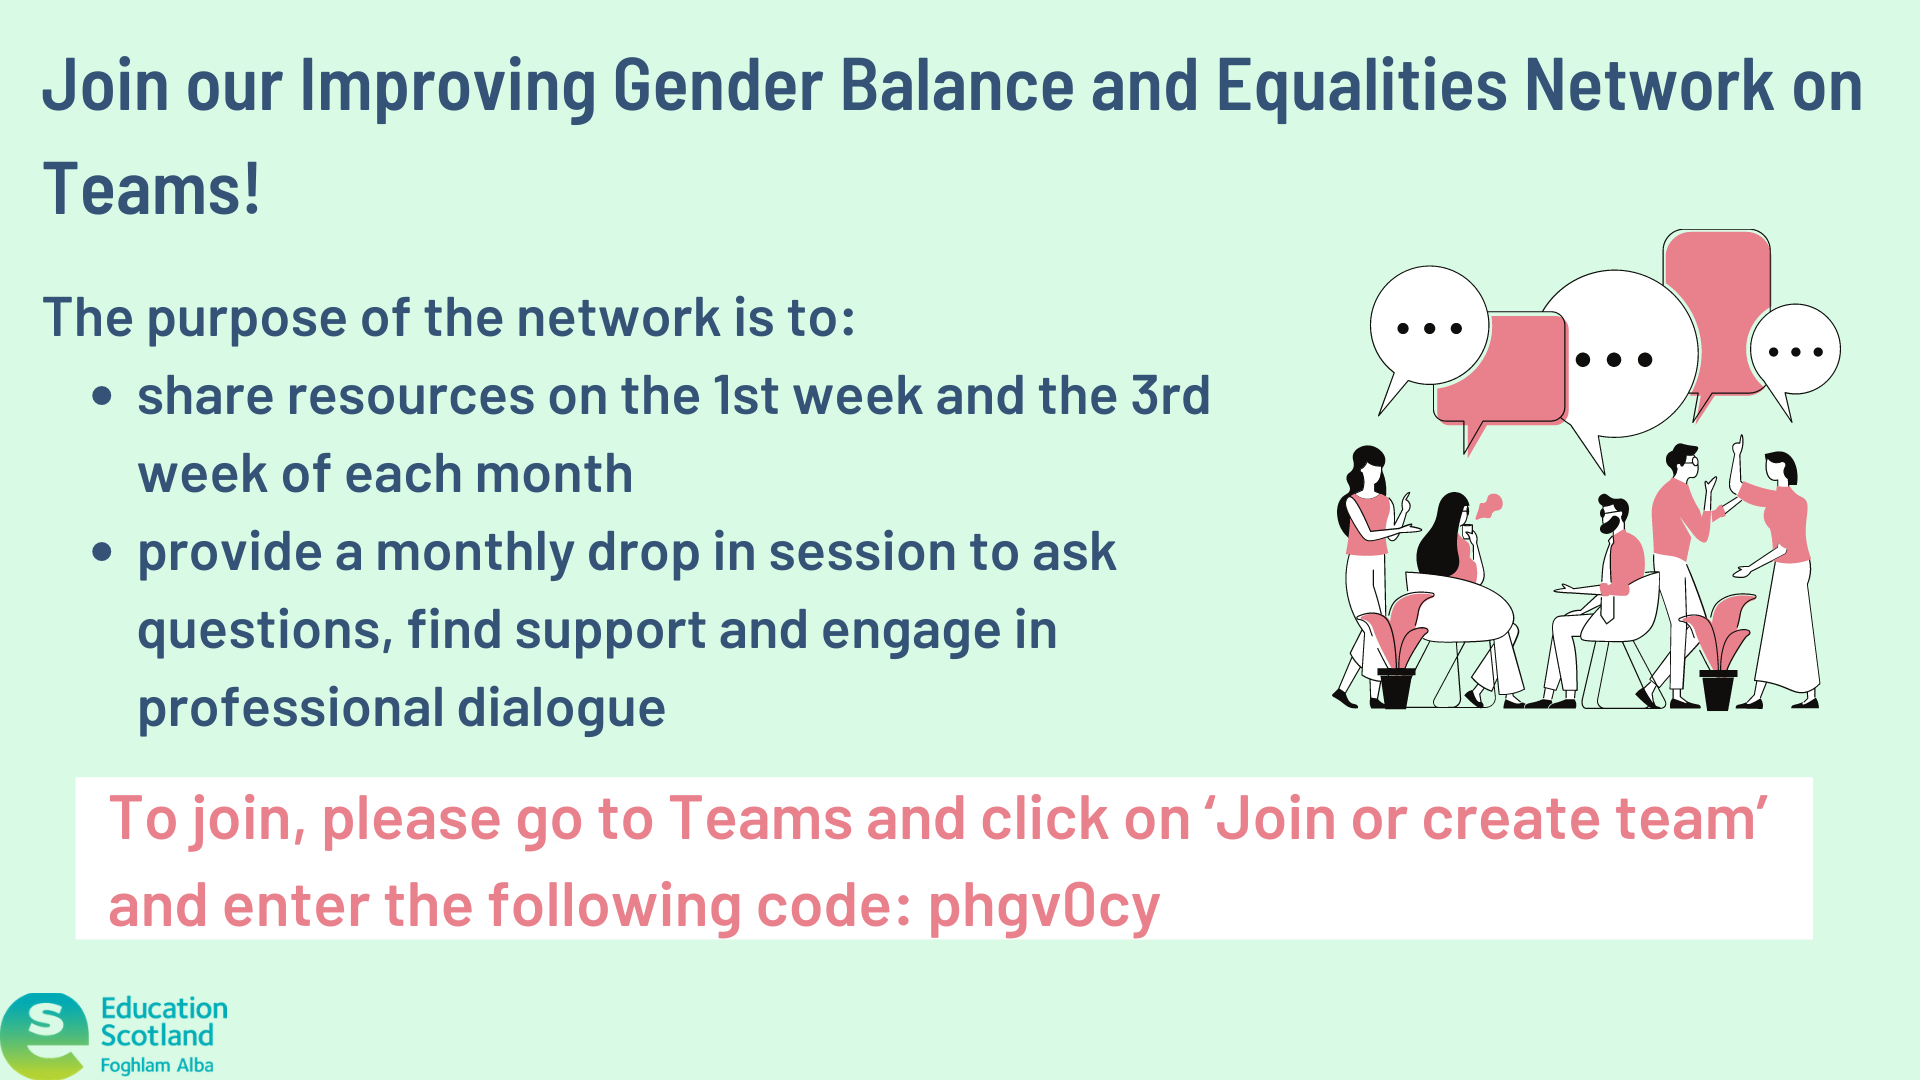 Join our Improving Gender Balance and Equalities Network on
Teams!
The purpose of the network is to:
• share resources on the 1st week and the 3rd
week of each month
• provide a monthly drop in session to ask
questions, find support and engage in
professional dialogue
To join, please go to Teams and click on ‘Join or create team’
and enter the following code: phgv0cy
Education
Scotland
Foghlam Alba